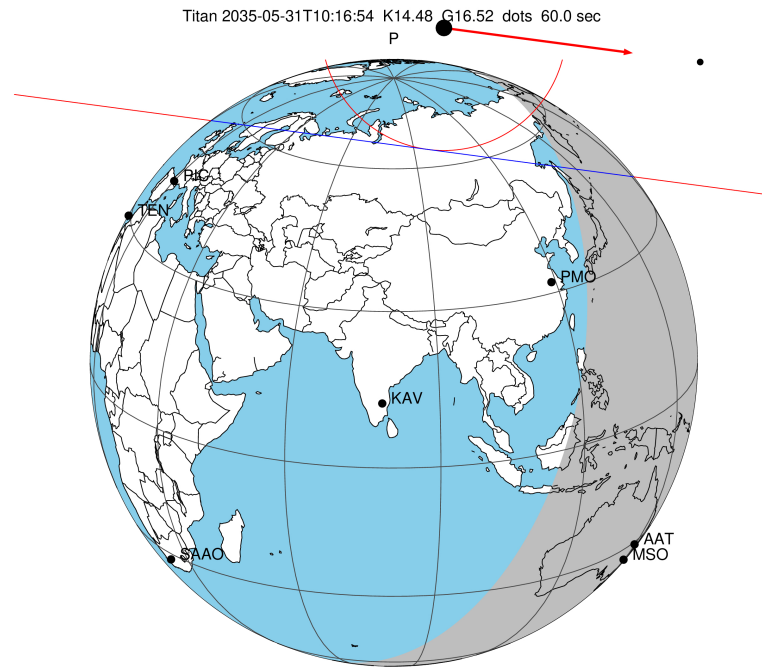 Titan 2035-05-31T10:16:54 K14.48 G16.52 dots 60.0 sec
P
PIC
TEN
PMO
KAV
AAT
MSO
SAAO